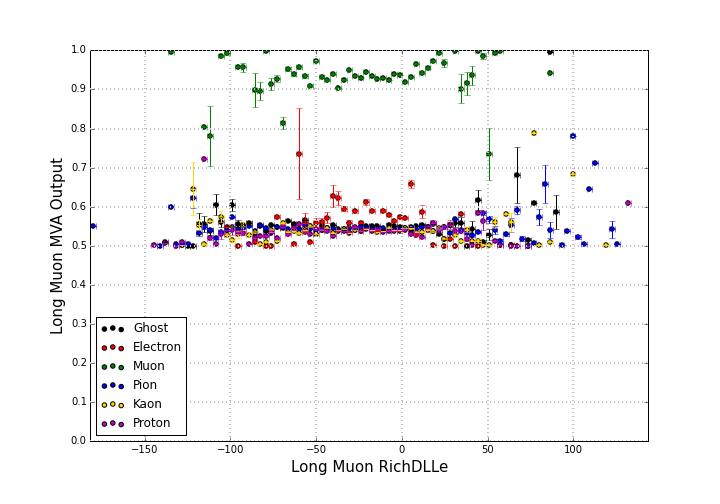 1.0
0.9
0.8
0.7
0.6
0.5
0.4
0.3
0.2
0.1
0.0
Long Muon MVA Output
Ghost
Electron
Muon
Pion
Kaon
Proton
−150 −100 −50 0 50 100
Long Muon RichDLLe